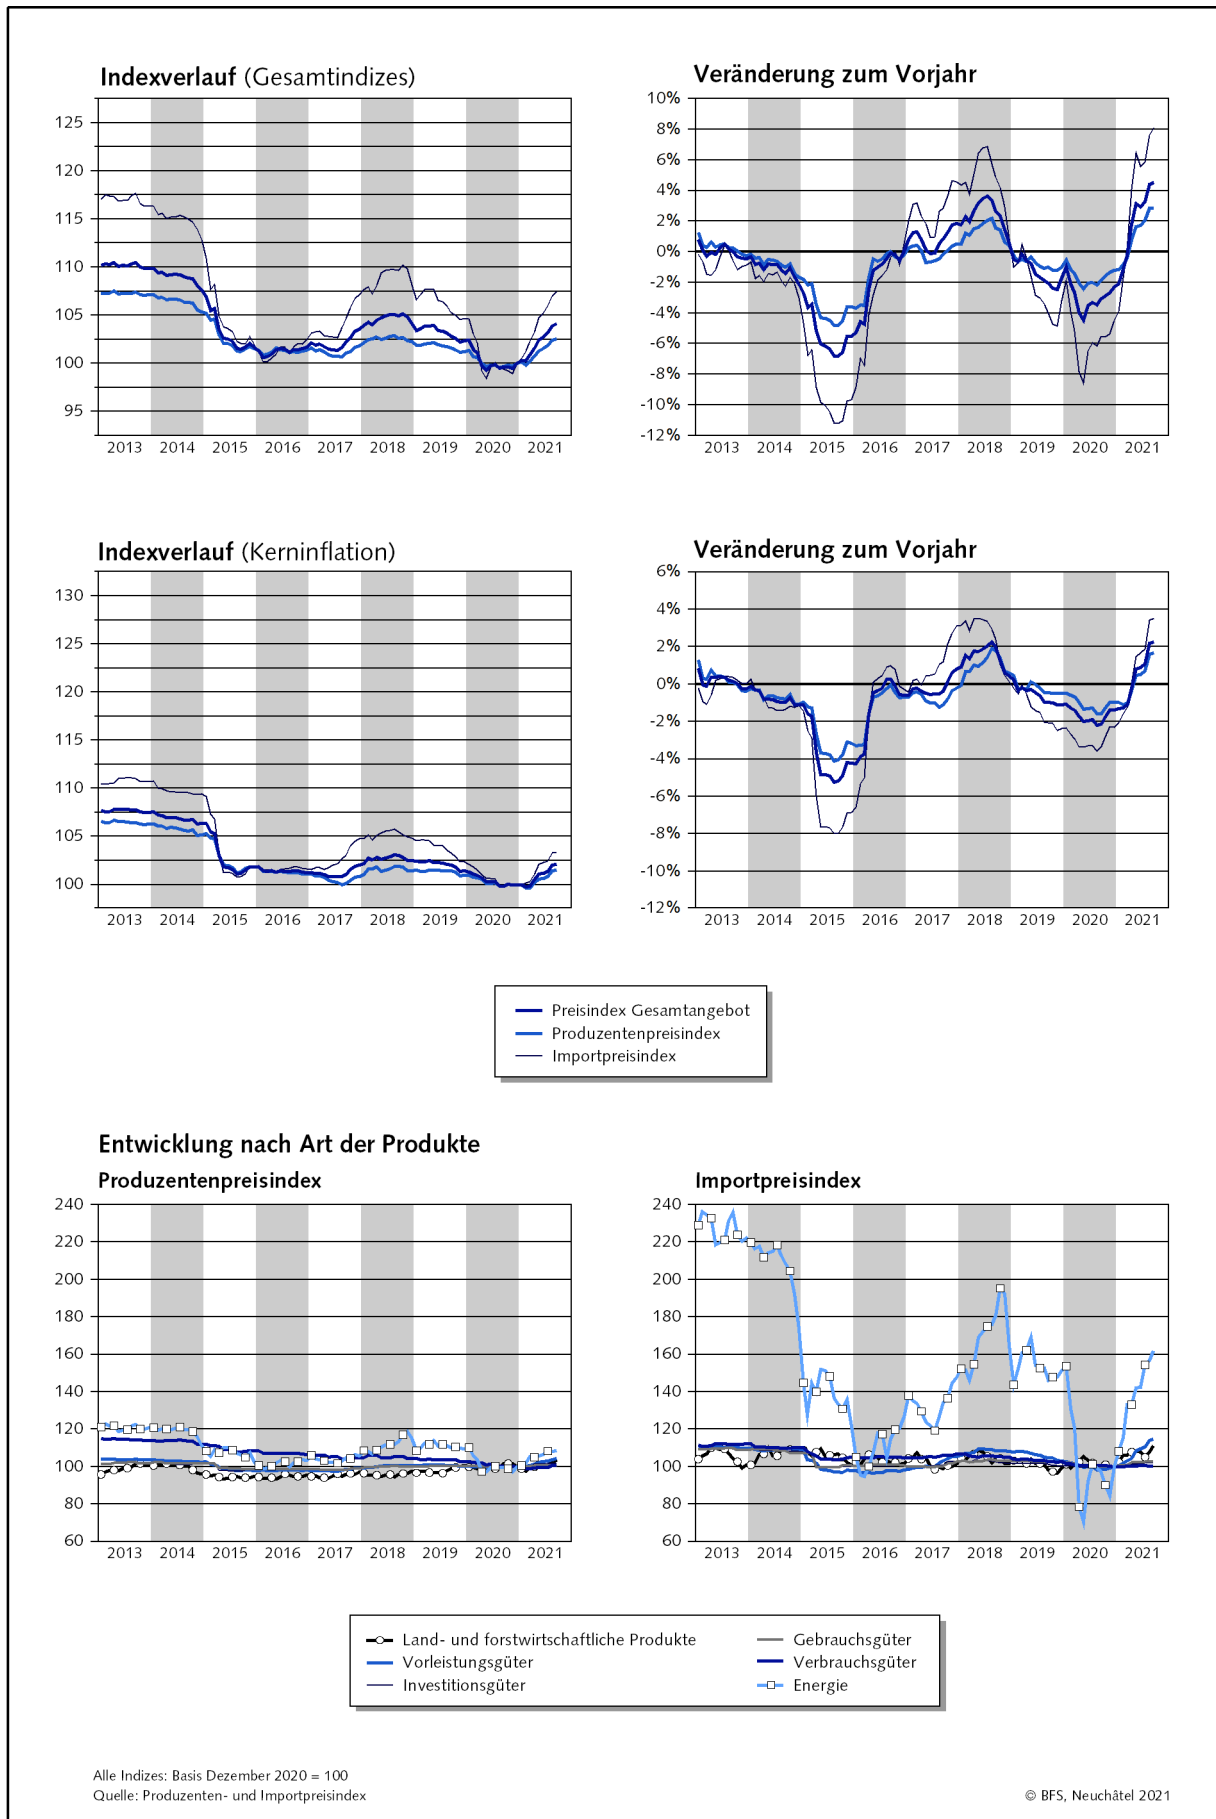 Indexverlauf (Gesamtindizes)
125
120
115
110
105
100
95
2013 2014 2015 2016 2017 2018 2019 2020 2021
Veränderung zum Vorjahr
10%
8%
6%
4%
2%
0%
-2%
-4%
-6%
-8%
-10%
-12%
2013 2014 2015 2016 2017 2018 2019 2020 2021
Indexverlauf (Kerninflation)
130
125
120
115
110
105
100
2013 2014 2015 2016 2017 2018 2019 2020 2021
Veränderung zum Vorjahr
6%
4%
2%
0%
-2%
-4%
-6%
-8%
-10%
-12%
2013 2014 2015 2016 2017 2018 2019 2020 2021
Preisindex Gesamtangebot
Produzentenpreisindex
Importpreisindex
Entwicklung nach Art der Produkte
Produzentenpreisindex
240
220
200
180
160
140
120
100
80
60
2013 2014 2015 2016 2017 2018 2019 2020 2021
Importpreisindex
240
220
200
180
160
140
120
100
80
60
2013 2014 2015 2016 2017 2018 2019 2020 2021
Land- und forstwirtschaftliche Produkte
Vorleistungsgüter
Investitionsgüter
Gebrauchsgüter
Verbrauchsgüter
Energie
Alle Indizes: Basis Dezember 2020 = 100
Quelle: Produzenten- und Importpreisindex
© BFS, Neuchâtel 2021